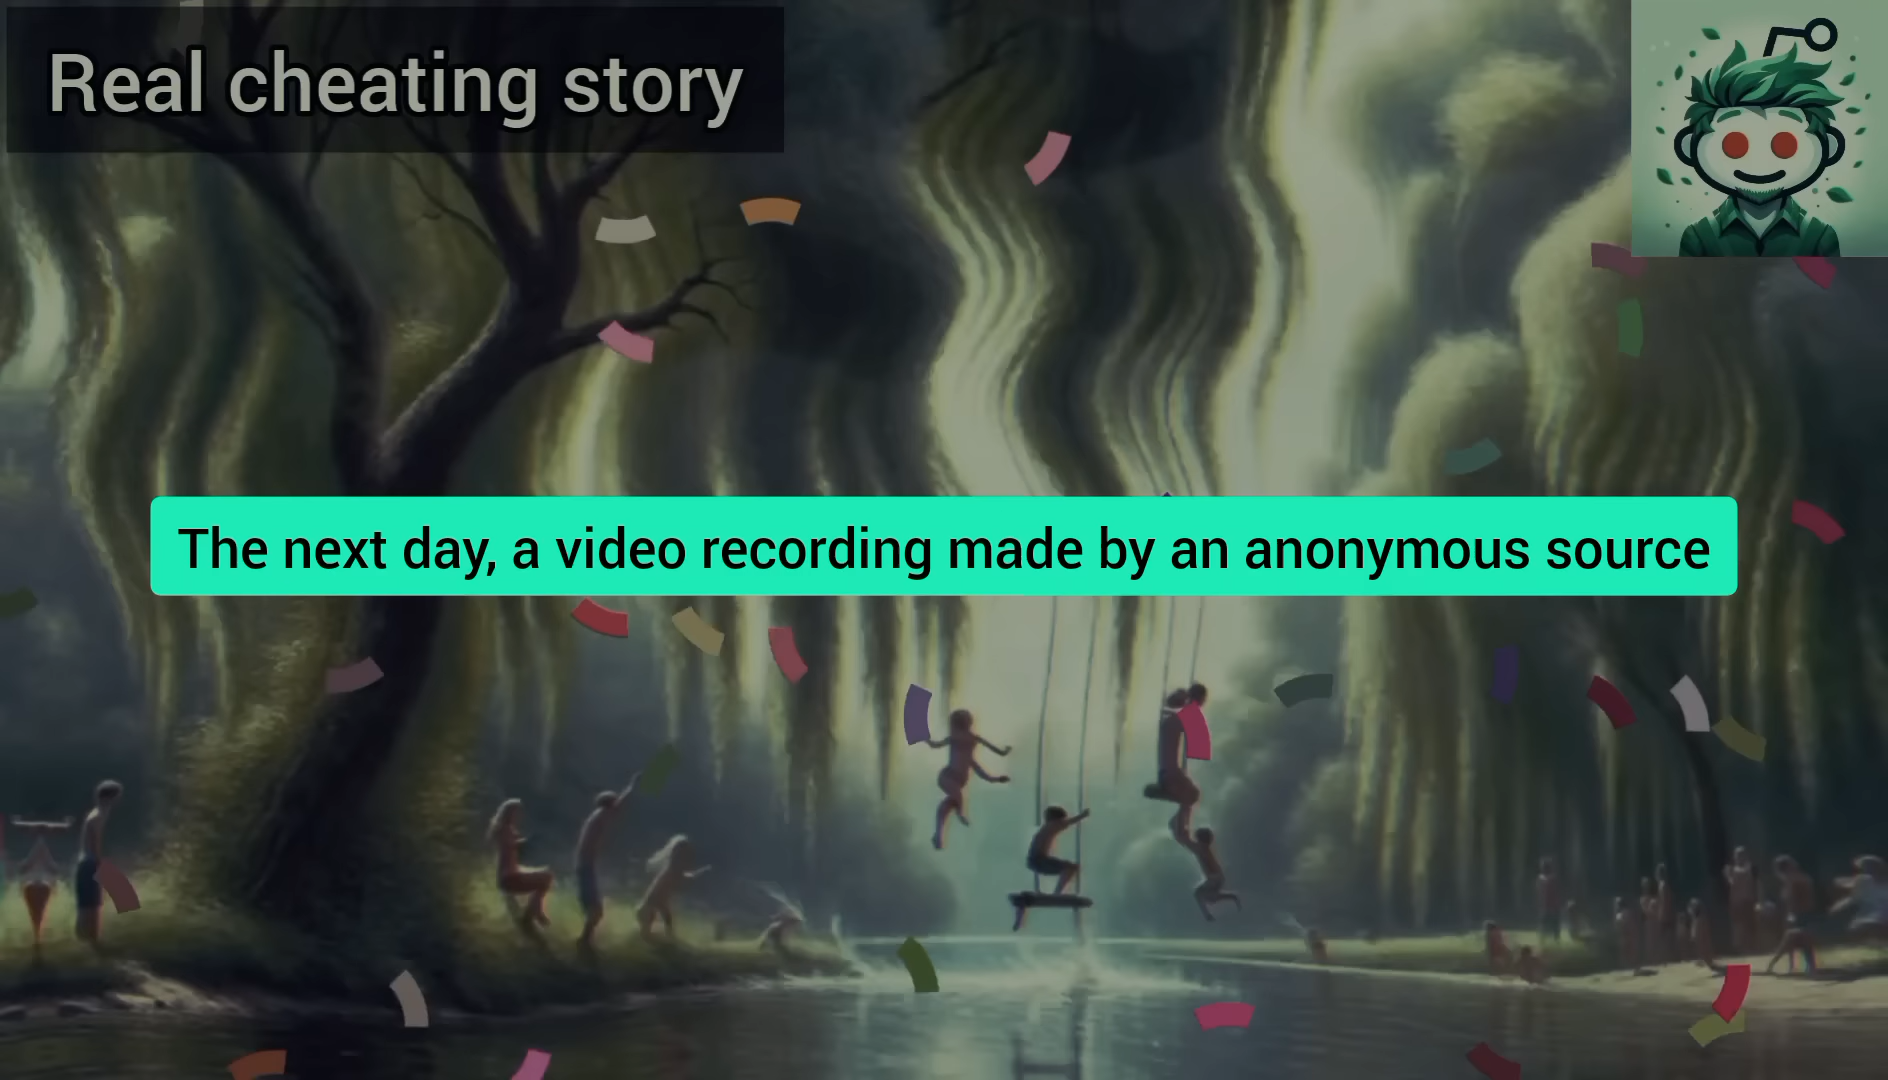 Real cheating story
The next day, a video recording made by an anonymous source